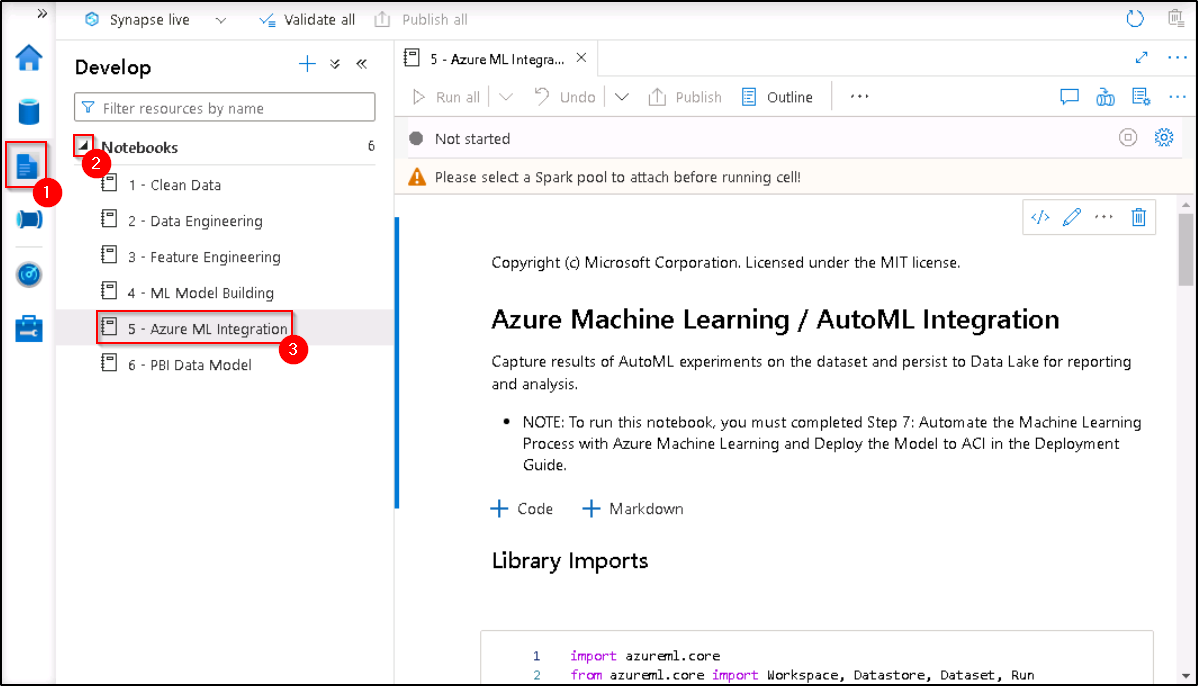 Synapse live
Validate all
Publish all
Develop
5 - Azure ML Integra...
Filter resources by name
Run all
Undo
Publish
Outline
Notebooks
6
Not started
1
2
1 - Clean Data
Please select a Spark pool to attach before running cell!
2 - Data Engineering
3 - Feature Engineering
Copyright (c) Microsoft Corporation. Licensed under the MIT license.
4 - ML Model Building
5 - Azure ML Integration
3
Azure Machine Learning / AutoML Integration
6 - PBI Data Model
Capture results of AutoML experiments on the dataset and persist to Data Lake for reporting
and analysis.
• NOTE: To run this notebook, you must completed Step 7: Automate the Machine Learning
Process with Azure Machine Learning and Deploy the Model to ACI in the Deployment
Guide.
Code
Markdown
Library Imports
1 import azureml.core
2 from azureml.core import Workspace, Datastore, Dataset, Run